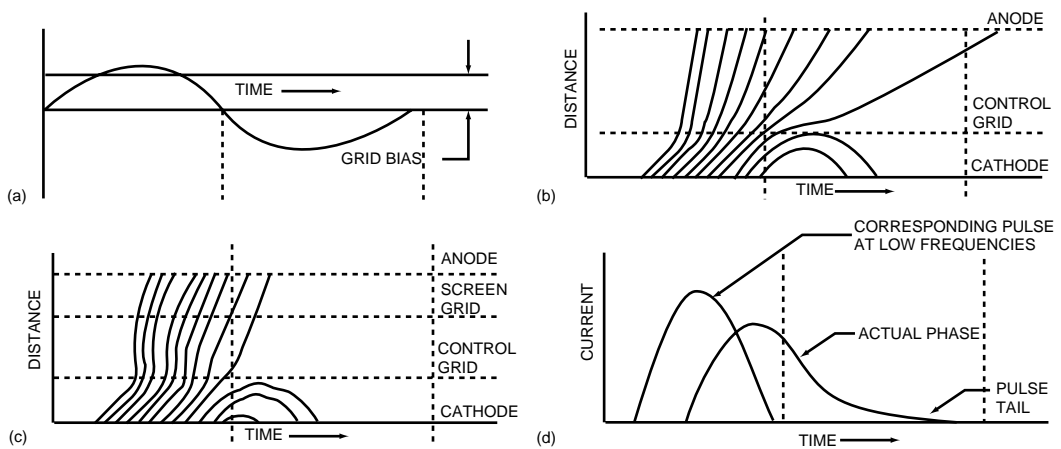 (a)
TIME
GRID BIAS
(b)
DISTANCE
ANODE
CONTROL
GRID
CATHODE
TIME
(c)
DISTANCE
ANODE
SCREEN
GRID
CONTROL
GRID
CATHODE
TIME
(d)
CURRENT
CORRESPONDING PULSE
AT LOW FREQUENCIES
ACTUAL PHASE
PULSE
TAIL
TIME